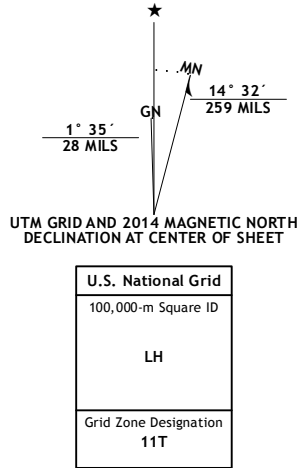 MN
GN
14° 32´
259 MILS
1° 35´
28 MILS
UTM GRID AND 2014 MAGNETIC NORTH
DECLINATION AT CENTER OF SHEET
U.S. National Grid
100,000-m Square ID
LH
Grid Zone Designation
11T